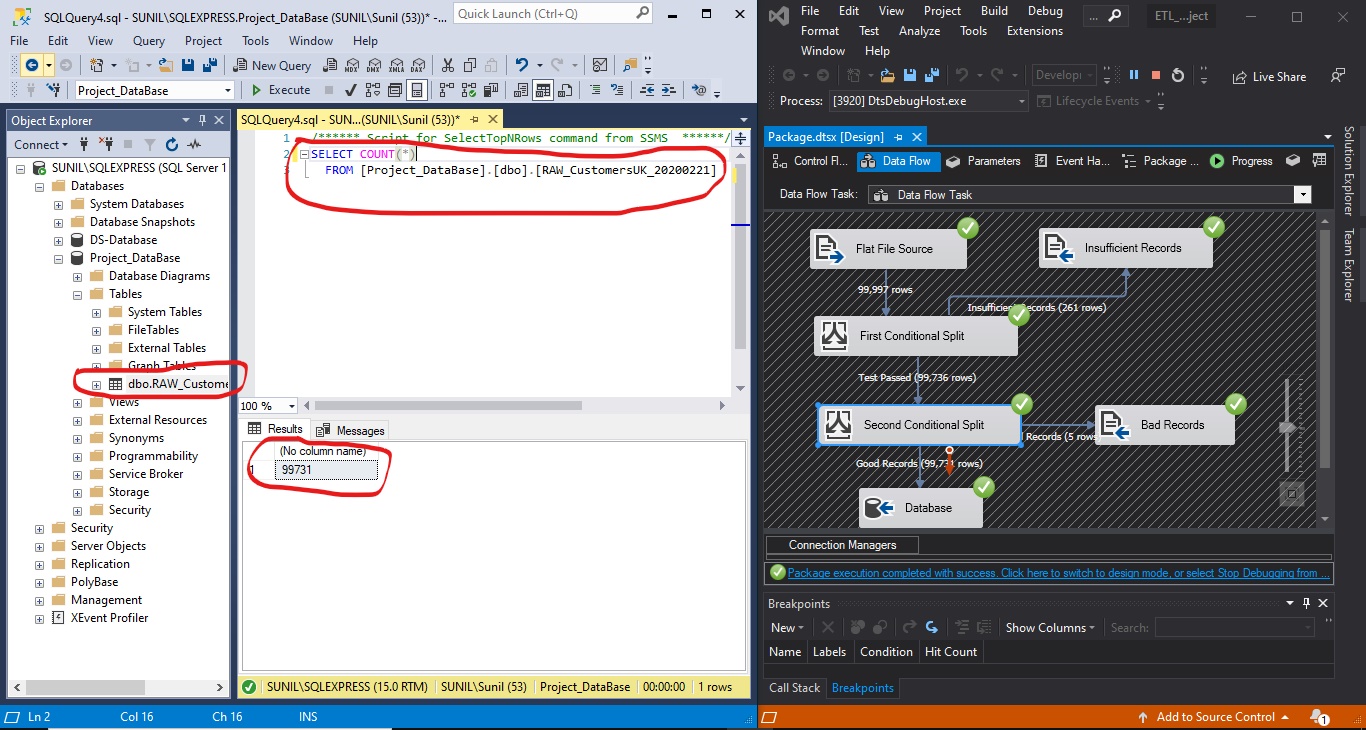 SQLQuery4.sql - SUNIL\SQLEXPRESS.Project_DataBase (SUNIL\Sunil (53))* -...
Quick Launch (Ctrl+Q)
File Edit View Query Project Tools Window Help
New Query
MDX DMX XMLA DAX
Project_DataBase
Execute
Object Explorer
Connect
SUNIL\SQLEXPRESS (SQL Server 1
Databases
System Databases
Database Snapshots
DS-Database
Project_DataBase
Database Diagrams
Tables
System Tables
FileTables
External Tables
Graph Tables
dbo.RAW_Custome
Views
External Resources
Synonyms
Programmability
Service Broker
Storage
Security
Security
Server Objects
Replication
PolyBase
Management
XEvent Profiler
SQLQuery4.sql - SUN...(SUNIL\Sunil (53))*
1 /****** Script for SelectTopNRows command from SSMS ******/
2 SELECT COUNT(*)
FROM [Project_DataBase].[dbo].[RAW_CustomersUK_20200221]
100 %
Results Messages
(No column name)
1 99731
SUNIL\SQLEXPRESS (15.0 RTM) SUNIL\Sunil (53) Project_DataBase 00:00:00 1 rows
Ln 2 Col 16 Ch 16 INS
File Edit View Project Build Debug
Format Test Analyze Tools Extensions
Window Help
...
ETL_...ject
Developi
Live Share
Process: [3920] DtsDebugHost.exe
Lifecycle Events
Package.dtsx [Design]
Control Fl... Data Flow Parameters Event Ha... Package ... Progress
Data Flow Task: Data Flow Task
Flat File Source
Insufficient Records
99,997 rows
Insufficient Records (261 rows)
First Conditional Split
Test Passed (99,736 rows)
Second Conditional Split
Bad Records
Records (5 rows
Good Records (99,731 rows)
Database
Connection Managers
Package execution completed with success. Click here to switch to design mode, or select Stop Debugging from ...
Breakpoints
New
Show Columns
Search:
Name Labels Condition Hit Count
Call Stack Breakpoints
Add to Source Control
1
Solution Explorer
Team Explorer